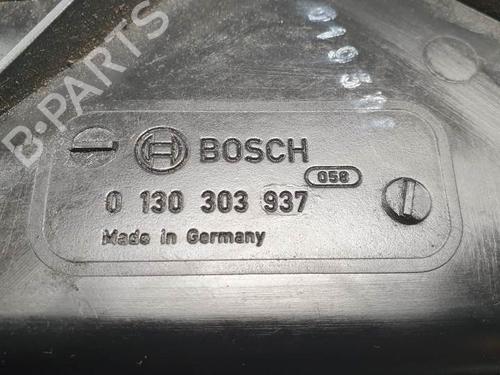 B-PARTS
BOSCH
058
0 130 303 937
Made in Germany